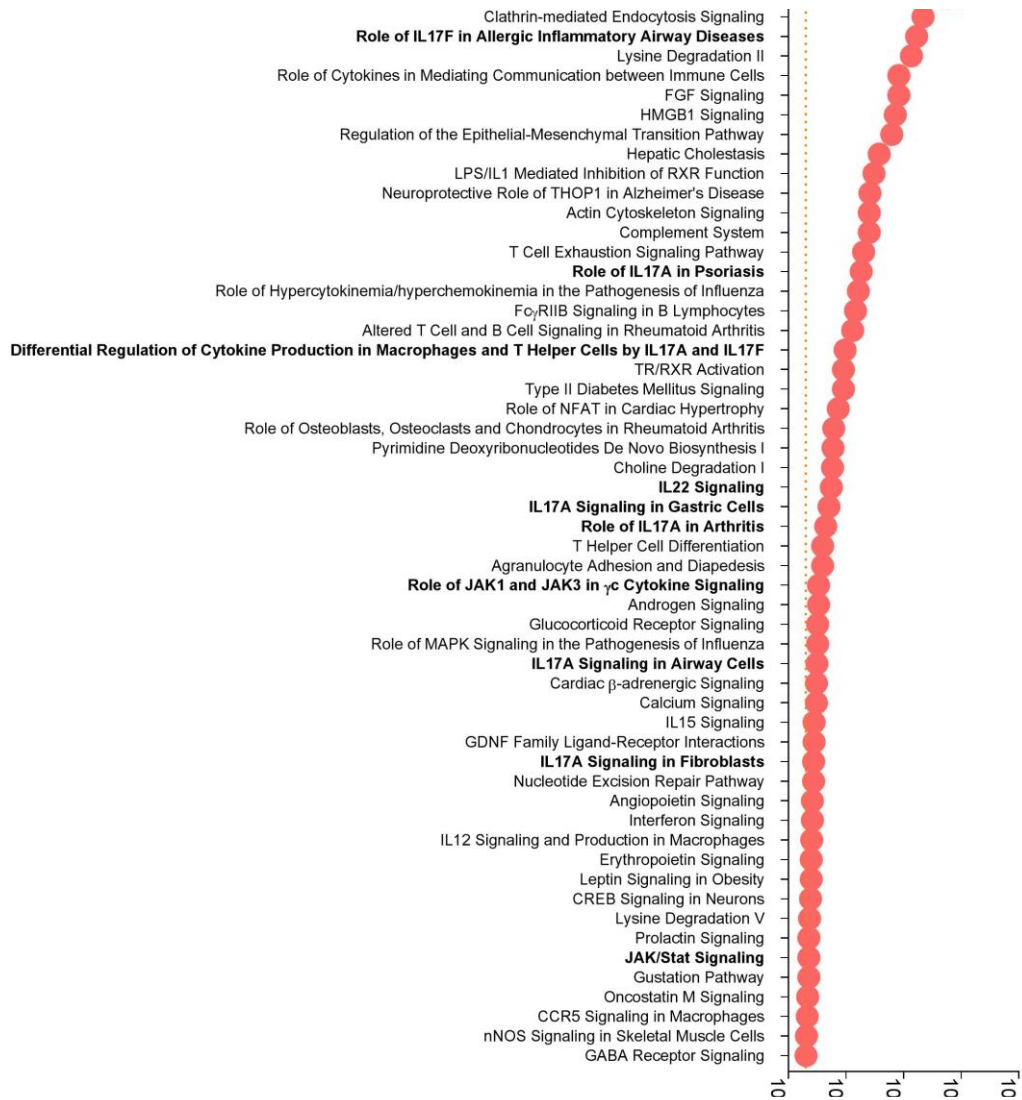 Clathrin-mediated Endocytosis Signaling
Role of IL17F in Allergic Inflammatory Airway Diseases
Lysine Degradation II
Role of Cytokines in Mediating Communication between Immune Cells
FGF Signaling
HMGB1 Signaling
Regulation of the Epithelial-Mesenchymal Transition Pathway
Hepatic Cholestasis
LPS/IL1 Mediated Inhibition of RXR Function
Neuroprotective Role of THOP1 in Alzheimer's Disease
Actin Cytoskeleton Signaling
Complement System
T Cell Exhaustion Signaling Pathway
Role of IL17A in Psoriasis
Role of Hypercytokinemia/hyperchemokinemia in the Pathogenesis of Influenza
FcγRIIB Signaling in B Lymphocytes
Altered T Cell and B Cell Signaling in Rheumatoid Arthritis
Differential Regulation of Cytokine Production in Macrophages and T Helper Cells by IL17A and IL17F
TR/RXR Activation
Type II Diabetes Mellitus Signaling
Role of NFAT in Cardiac Hypertrophy
Role of Osteoblasts, Osteoclasts and Chondrocytes in Rheumatoid Arthritis
Pyrimidine Deoxyribonucleotides De Novo Biosynthesis I
Choline Degradation I
IL22 Signaling
IL17A Signaling in Gastric Cells
Role of IL17A in Arthritis
T Helper Cell Differentiation
Agranulocyte Adhesion and Diapedesis
Role of JAK1 and JAK3 in γc Cytokine Signaling
Androgen Signaling
Glucocorticoid Receptor Signaling
Role of MAPK Signaling in the Pathogenesis of Influenza
IL17A Signaling in Airway Cells
Cardiac β-adrenergic Signaling
Calcium Signaling
IL15 Signaling
GDNF Family Ligand-Receptor Interactions
IL17A Signaling in Fibroblasts
Nucleotide Excision Repair Pathway
Angiopoietin Signaling
Interferon Signaling
IL12 Signaling and Production in Macrophages
Erythropoietin Signaling
Leptin Signaling in Obesity
CREB Signaling in Neurons
Lysine Degradation V
Prolactin Signaling
JAK/Stat Signaling
Gustation Pathway
Oncostatin M Signaling
CCR5 Signaling in Macrophages
nNOS Signaling in Skeletal Muscle Cells
GABA Receptor Signaling
10 10 10 10 10